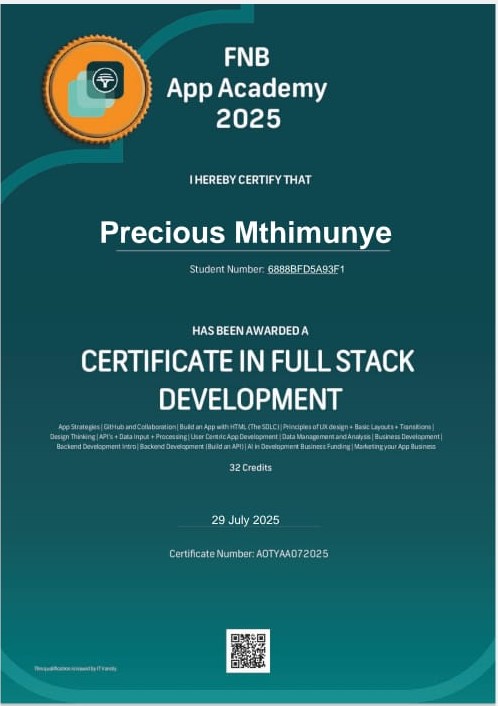 FNB
App Academy
2025
I HEREBY CERTIFY THAT
Precious Mthimunye
Student Number: 6888BFD5A93F1
HAS BEEN AWARDED A
CERTIFICATE IN FULL STACK
DEVELOPMENT
App Strategies | GitHub and Collaboration | Build an App with HTML (The SDLC) | Principles of UX design + Basic Layouts + Transitions |
Design Thinking | API's + Data Input + Processing | User Centric App Development | Data Management and Analysis | Business Development |
Backend Development Intro | Backend Development (Build an API) | AI in Development Business Funding | Marketing your App Business
32 Credits
29 July 2025
Certificate Number: AOTYAA072025
This qualification is issued by IT Varsity